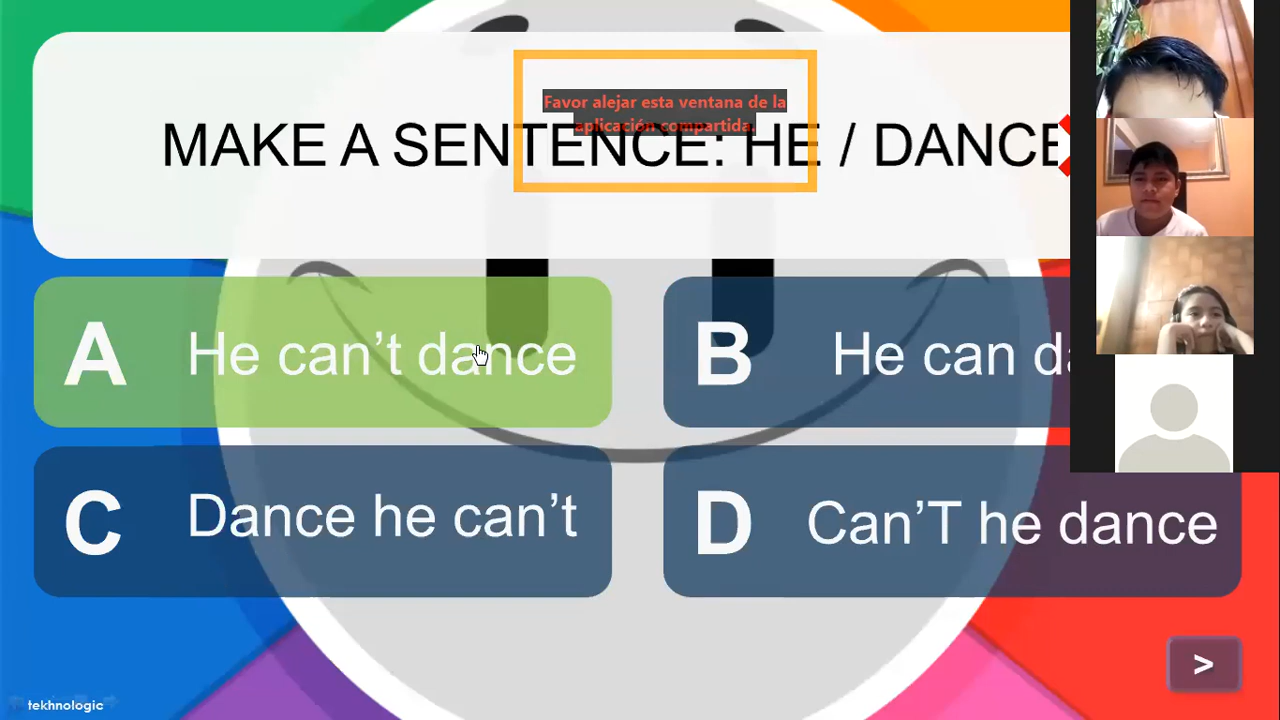 Favor alejar esta ventana de la
aplicación compartida.
MAKE A SENTENCE: HE / DANCE
A He can't dance
B He can
C Dance he can't
D Can'T he dance
>
tekhnologic